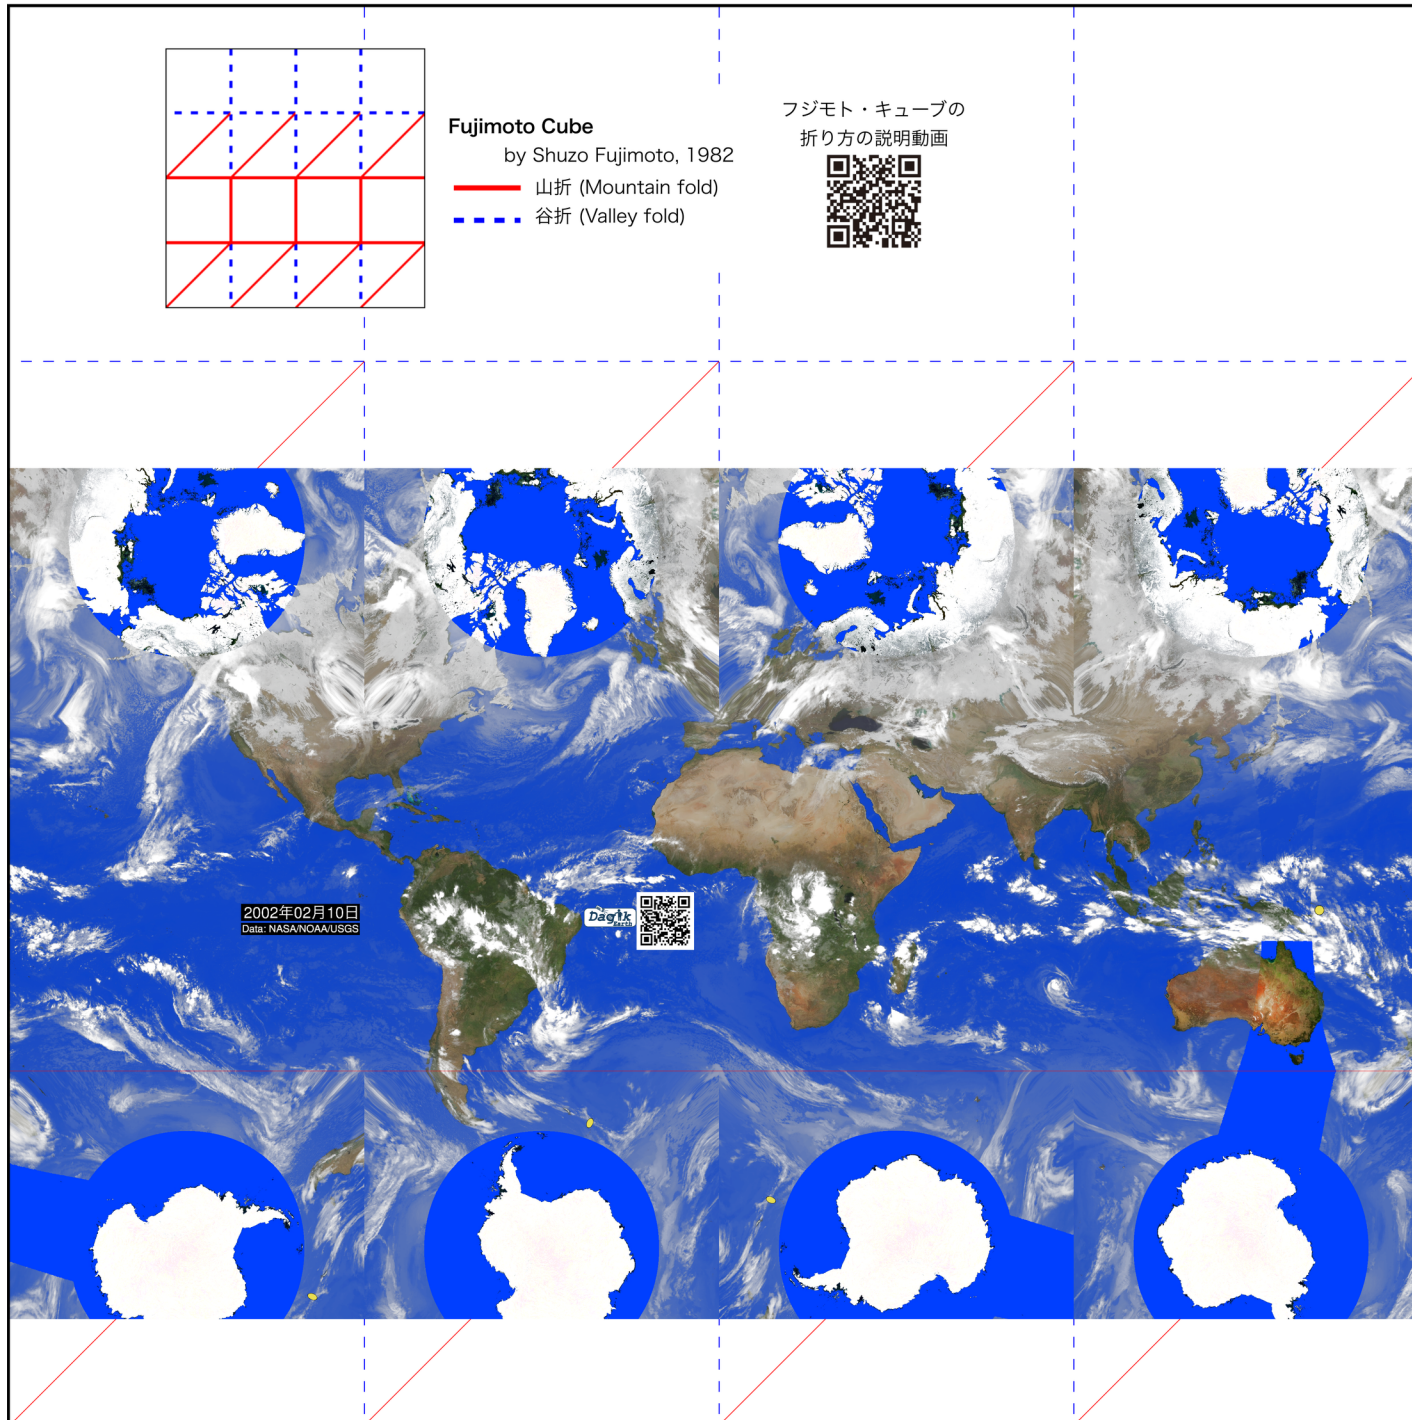 Fujimoto Cube
by Shuzo Fujimoto, 1982
山折 (Mountain fold)
谷折 (Valley fold)
フジモト・キューブの
折り方の説明動画
2002年02月10日
Data: NASA/NOAA/USGS
Dagik
Earth